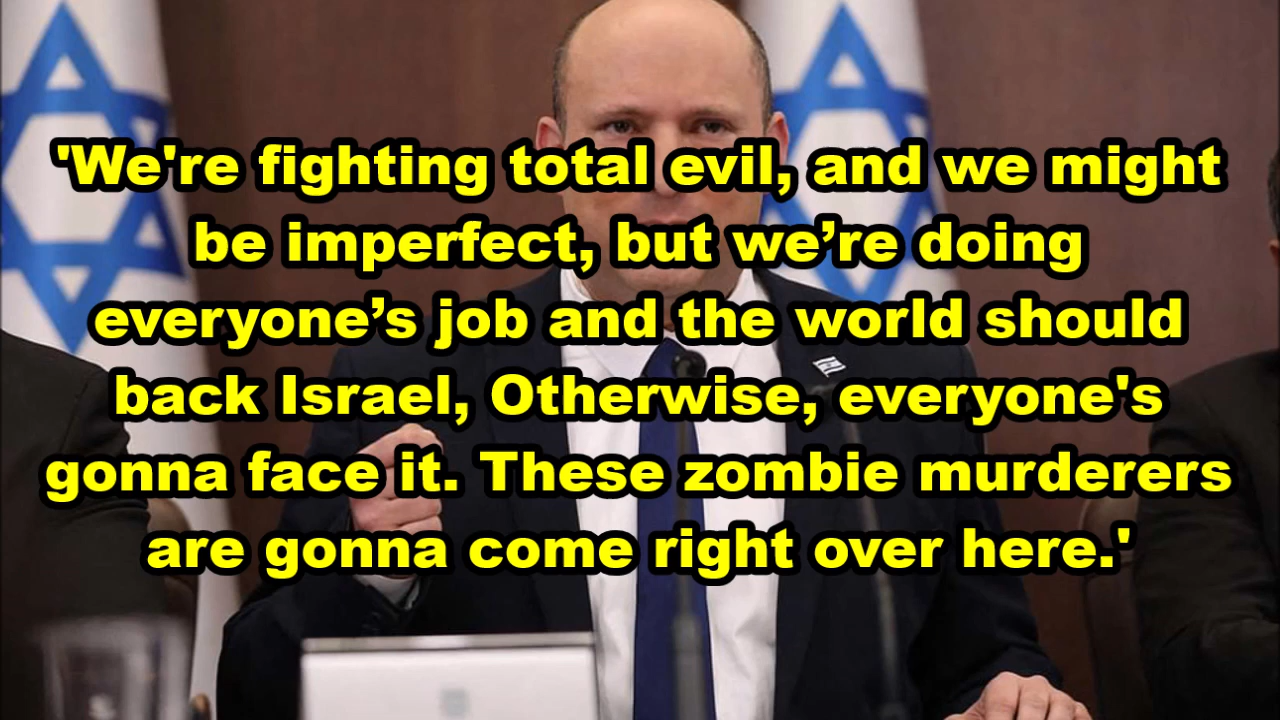 'We're fighting total evil, and we might
be imperfect, but we’re doing
everyone’s job and the world should
back Israel, Otherwise, everyone's
gonna face it. These zombie murderers
are gonna come right over here.'